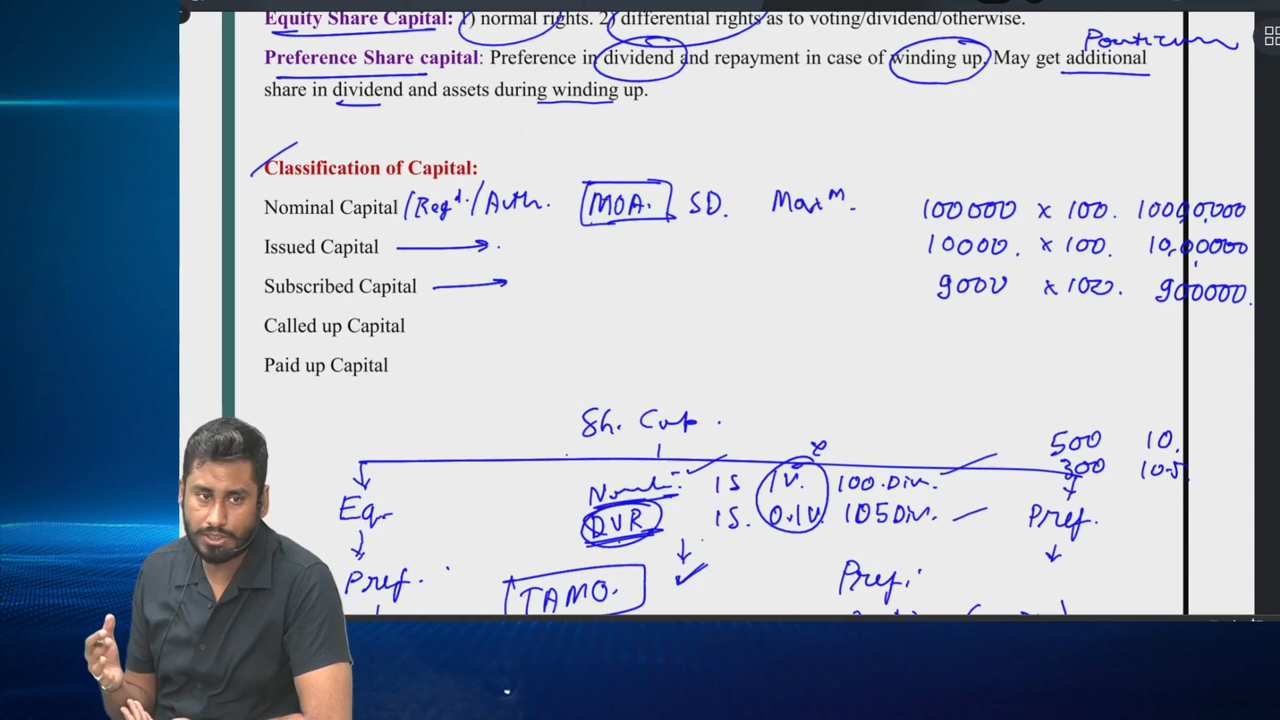 Equity Share Capital: 1) normal rights. 2) differential rights as to voting/dividend/otherwise.
Preference Share capital: Preference in dividend and repayment in case of winding up. May get additional
share in dividend and assets during winding up.
Classification of Capital:
Nominal Capital /Regd./Auth. MOA. SD. MaxM. 100000 x 100. 100,00,000
Issued Capital 10000. x 100. 10,00000
Subscribed Capital 9000 x 100. 900000.
Called up Capital
Paid up Capital
Sh. Cap.
500 10.
300 10.5
1S 1V. 100.Div.
Eq. DVR 1S. 0.1V. 105Div. Pref.
Pref. TAMO. Pref.